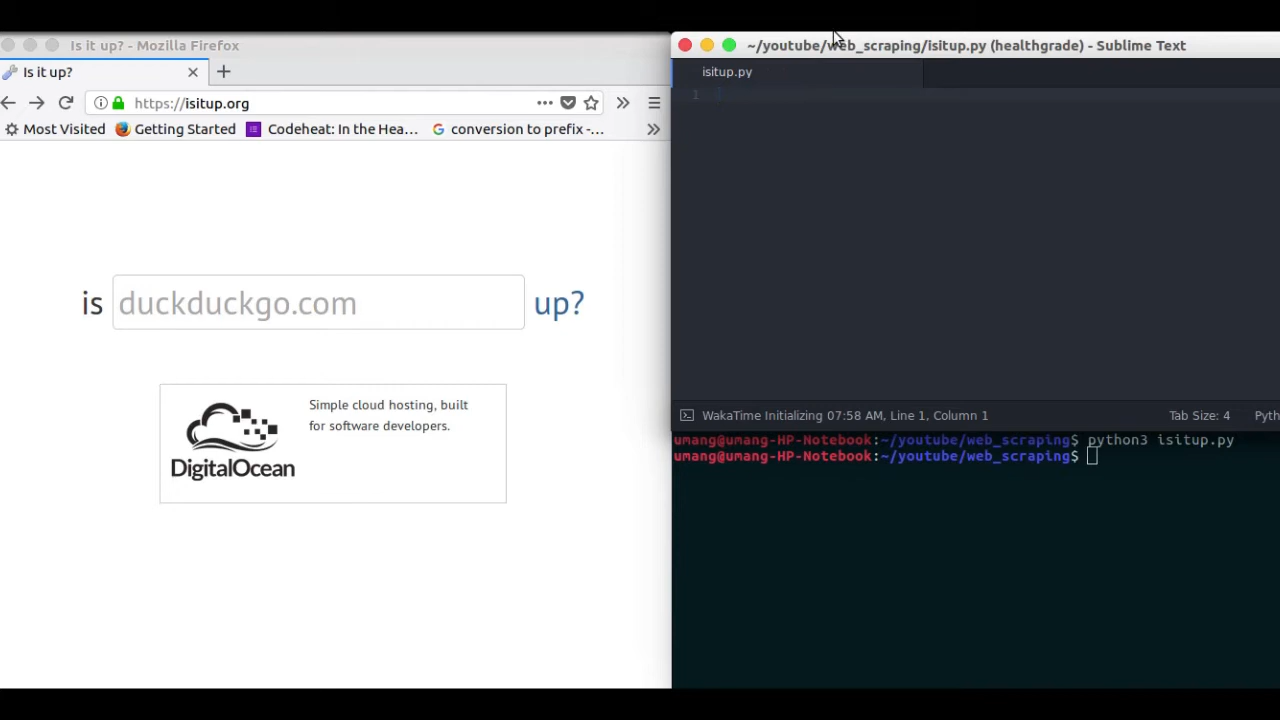 Is it up? - Mozilla Firefox
Is it up?
https://isitup.org
Most Visited Getting Started Codeheat: In the Hea... conversion to prefix -...
is duckduckgo.com up?
Simple cloud hosting, built
for software developers.
DigitalOcean
~/youtube/web_scraping/isitup.py (healthgrade) - Sublime Text
isitup.py
1
WakaTime Initializing 07:58 AM, Line 1, Column 1 Tab Size: 4 Pyth
umang@umang-HP-Notebook:~/youtube/web_scraping$ python3 isitup.py
umang@umang-HP-Notebook:~/youtube/web_scraping$